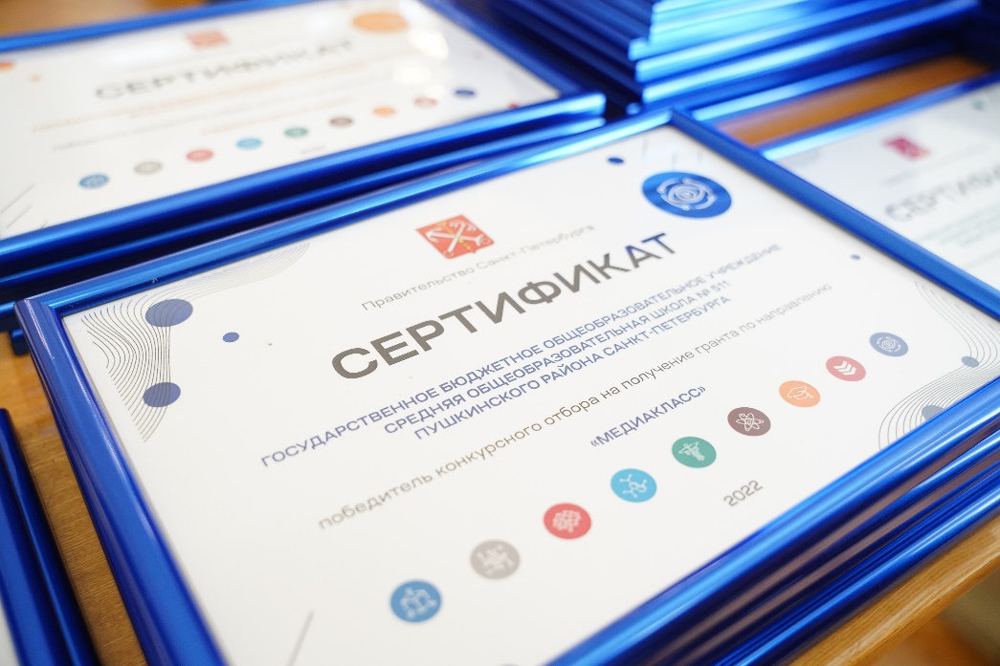 СЕРТИФИКАТ
Правительство Санкт-Петербурга
СЕРТИФИКАТ
ГОСУДАРСТВЕННОЕ БЮДЖЕТНОЕ ОБЩЕОБРАЗОВАТЕЛЬНОЕ УЧРЕЖДЕНИЕ
СРЕДНЯЯ ОБЩЕОБРАЗОВАТЕЛЬНАЯ ШКОЛА № 511
ПУШКИНСКОГО РАЙОНА САНКТ-ПЕТЕРБУРГА
победитель конкурсного отбора на получение гранта по направлению
«МЕДИАКЛАСС»
2022